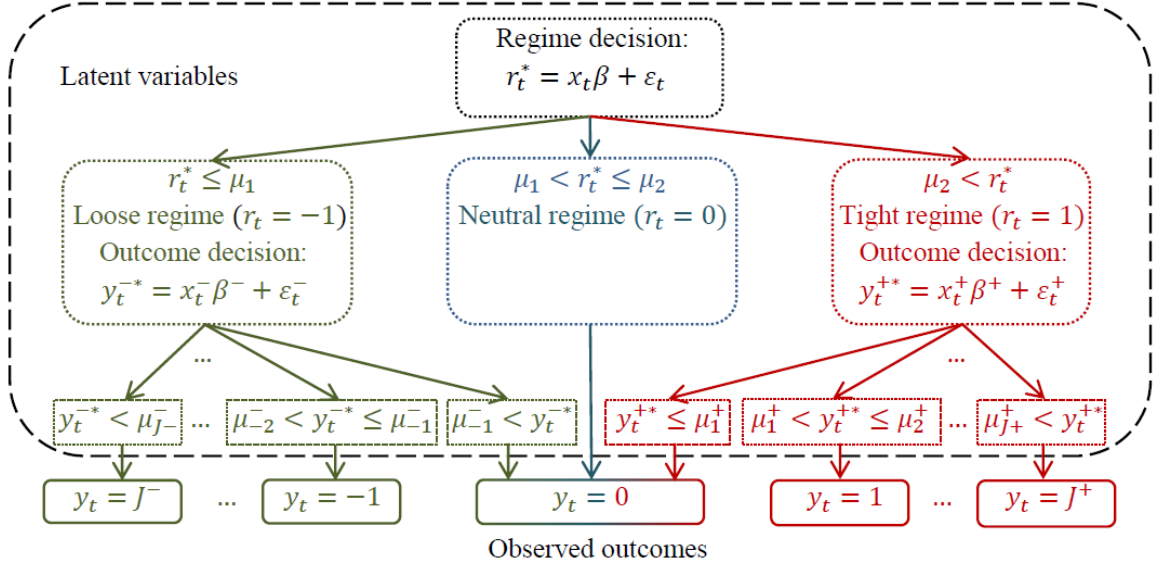 Regime decision:
r_t^* = x_t β + ε_t
Latent variables
r_t^* ≤ μ_1
Loose regime (r_t = −1)
Outcome decision:
y_t^{−*} = x_t^− β^− + ε_t^−
μ_1 < r_t^* ≤ μ_2
Neutral regime (r_t = 0)
μ_2 < r_t^*
Tight regime (r_t = 1)
Outcome decision:
y_t^{+*} = x_t^+ β^+ + ε_t^+
... ...
y_t^{−*} < μ_{J−}^− ... μ_{−2}^− < y_t^{−*} ≤ μ_{−1}^− μ_{−1}^− < y_t^{−*} y_t^{+*} ≤ μ_1^+ μ_1^+ < y_t^{+*} ≤ μ_2^+ ... μ_{J+}^+ < y_t^{+*}
y_t = J^− ... y_t = −1 y_t = 0 y_t = 1 ... y_t = J^+
Observed outcomes